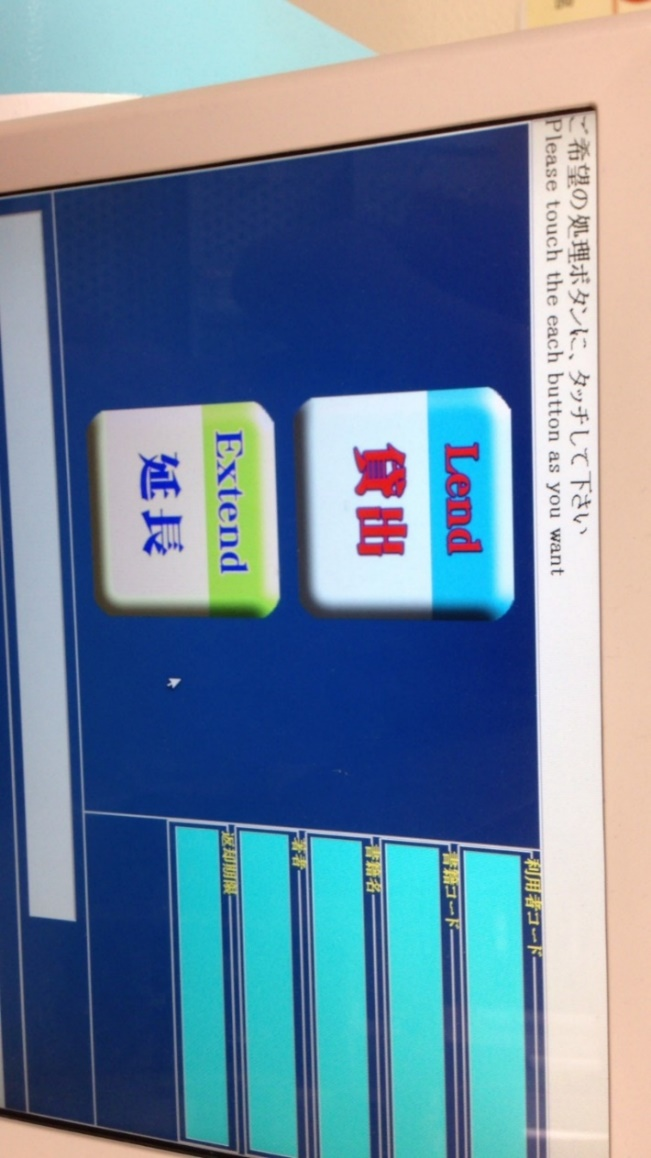 ご希望の処理ボタンに、タッチして下さい
Please touch the each button as you want
Lend
貸出
Extend
延長
利用者コード
書籍コード
書籍名
著者
返却期限